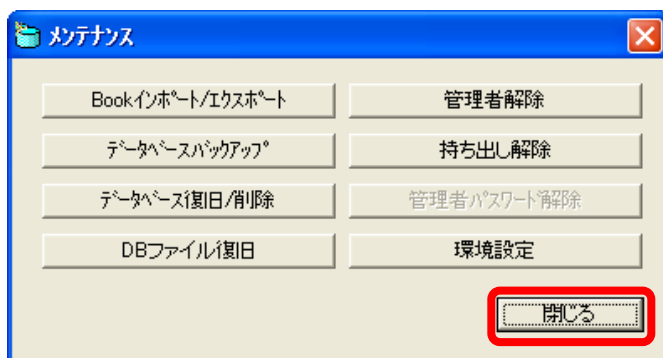 メンテナンス
Bookインポート/エクスポート
管理者解除
データベースバックアップ
持ち出し解除
データベース復旧/削除
管理者パスワード解除
DBファイル復旧
環境設定
閉じる